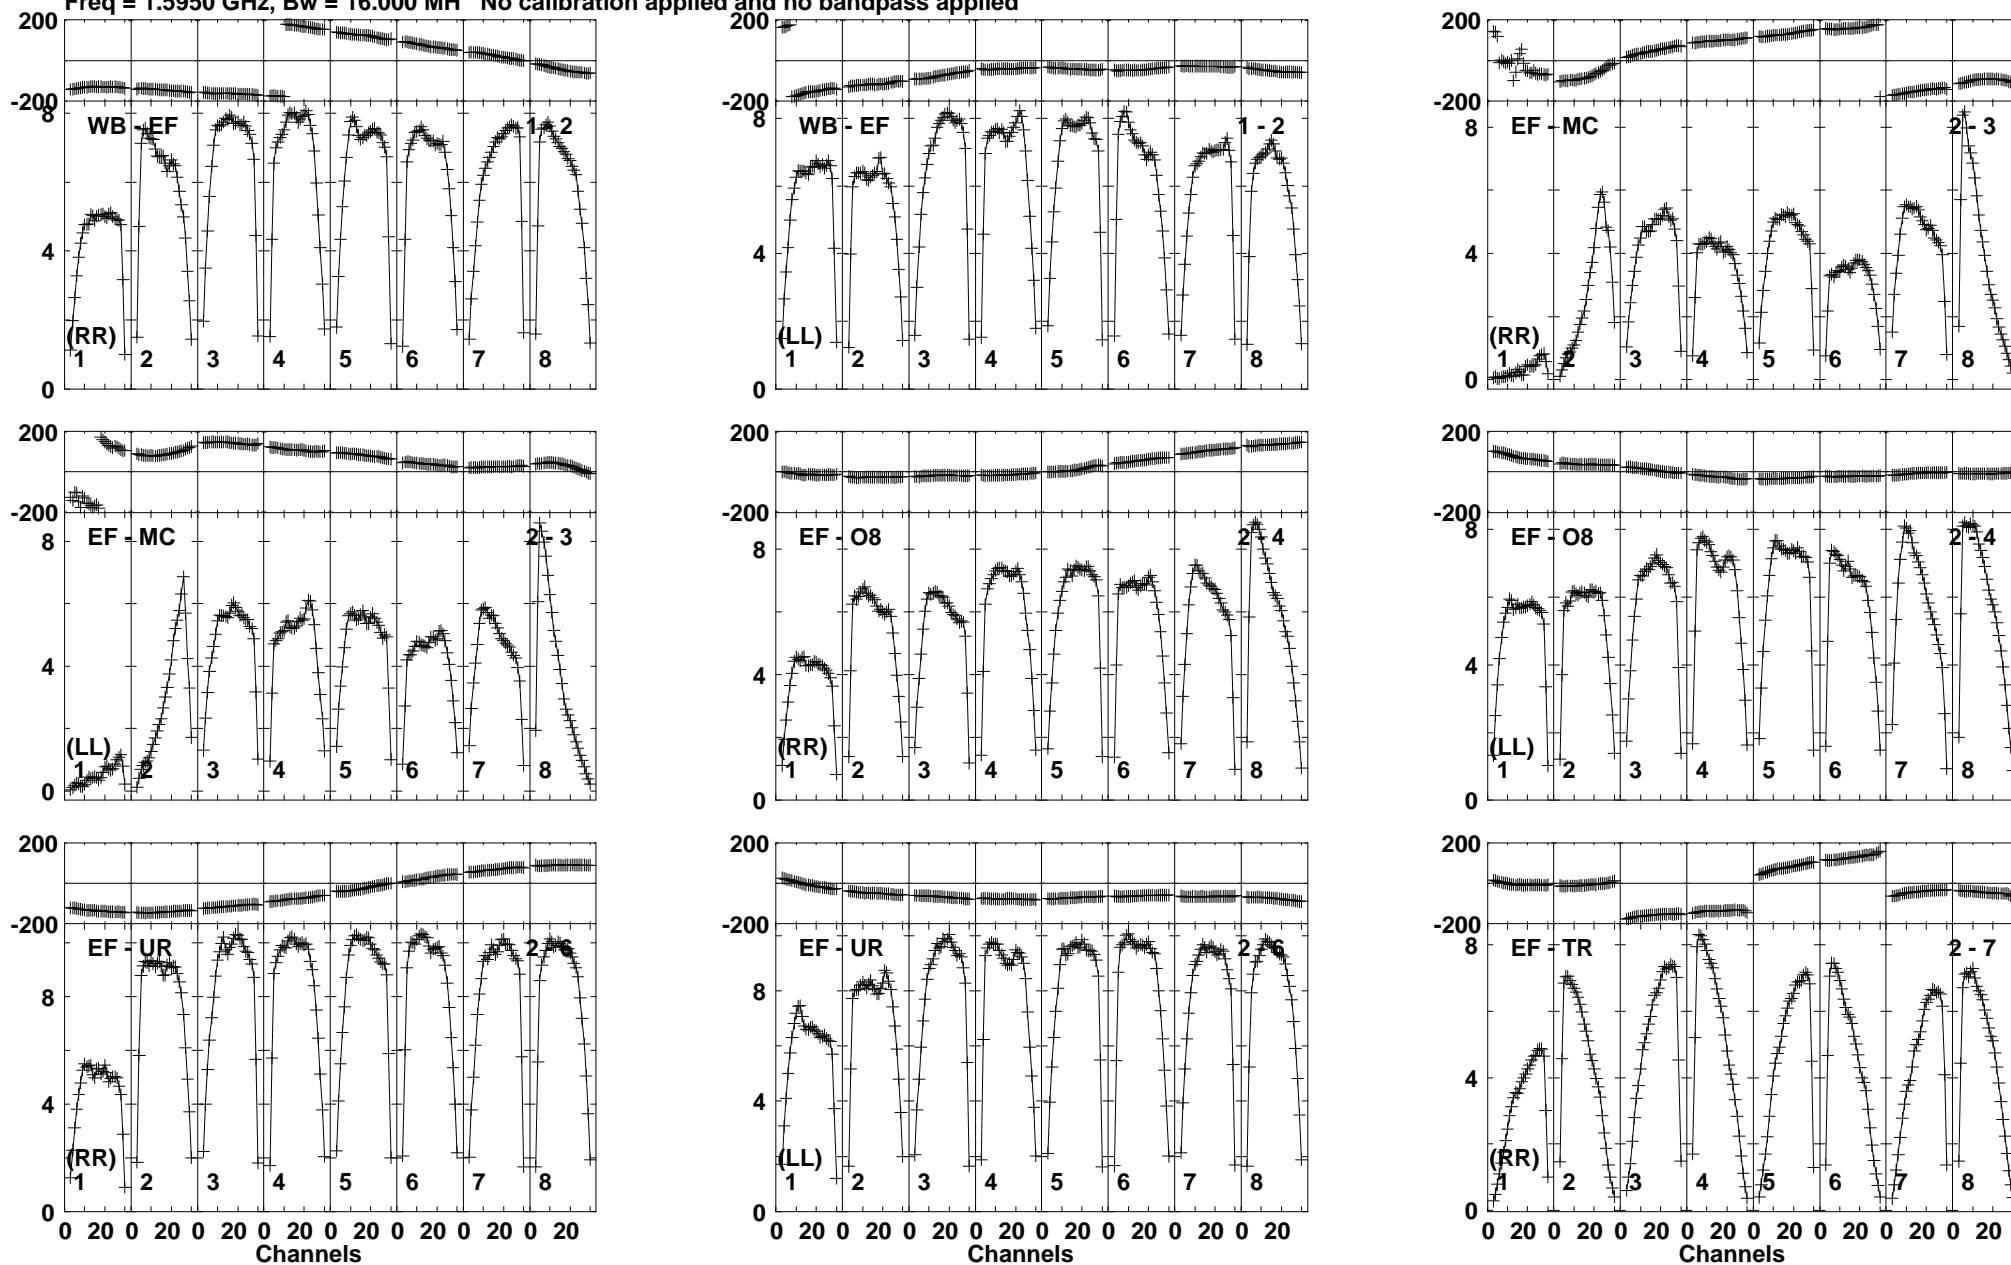 Freq = 1.5950 GHz, Bw = 16.000 MH No calibration applied and no bandpass applied
200 200 200
-200 -200 -200
8 WB - EF 1 - 2 8 WB - EF 1 - 2 8 EF - MC 2 - 3
4 4 4
(RR) (LL) (RR)
1 2 3 4 5 6 7 8 1 2 3 4 5 6 7 8 1 2 3 4 5 6 7 8
0 0 0
200 200 200
-200 -200 -200
8 EF - MC 2 - 3 8 EF - O8 2 - 4 8 EF - O8 2 - 4
4 4 4
(LL) (RR) (LL)
1 2 3 4 5 6 7 8 1 2 3 4 5 6 7 8 1 2 3 4 5 6 7 8
0 0 0
200 200 200
-200 -200 -200
EF - UR 2 - 6 EF - UR 2 - 6 8 EF - TR 2 - 7
8 8
4 4 4
(RR) (LL) (RR)
1 2 3 4 5 6 7 8 1 2 3 4 5 6 7 8 1 2 3 4 5 6 7 8
0 0 0
0 20 0 20 0 20 0 20 0 20 0 20 0 20 0 20 0 20 0 20 0 20 0 20 0 20 0 20 0 20 0 20 0 20 0 20 0 20 0 20 0 20 0 20 0 20 0 20
Channels Channels Channels